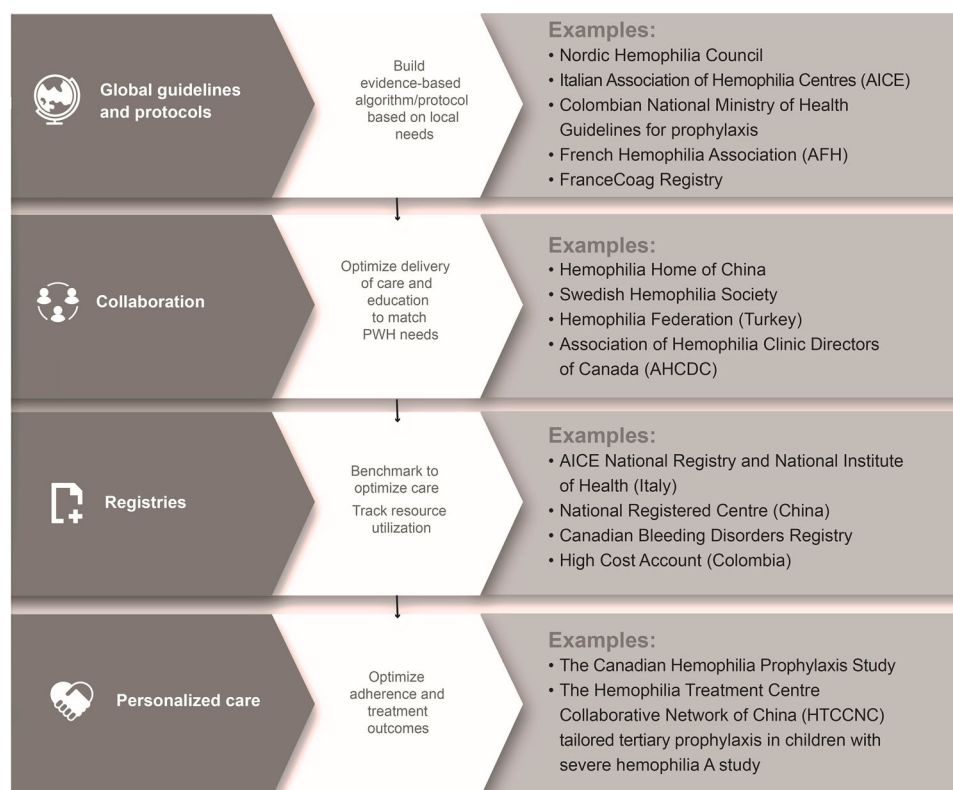 Global guidelines
and protocols
Build
evidence-based
algorithm/protocol
based on local
needs
Examples:
• Nordic Hemophilia Council
• Italian Association of Hemophilia Centres (AICE)
• Colombian National Ministry of Health
Guidelines for prophylaxis
• French Hemophilia Association (AFH)
• FranceCoag Registry
Collaboration
Optimize delivery
of care and
education
to match
PWH needs
Examples:
• Hemophilia Home of China
• Swedish Hemophilia Society
• Hemophilia Federation (Turkey)
• Association of Hemophilia Clinic Directors
of Canada (AHCDC)
Registries
Benchmark to
optimize care
Track resource
utilization
Examples:
• AICE National Registry and National Institute
of Health (Italy)
• National Registered Centre (China)
• Canadian Bleeding Disorders Registry
• High Cost Account (Colombia)
Personalized care
Optimize
adherence and
treatment
outcomes
Examples:
• The Canadian Hemophilia Prophylaxis Study
• The Hemophilia Treatment Centre
Collaborative Network of China (HTCCNC)
tailored tertiary prophylaxis in children with
severe hemophilia A study